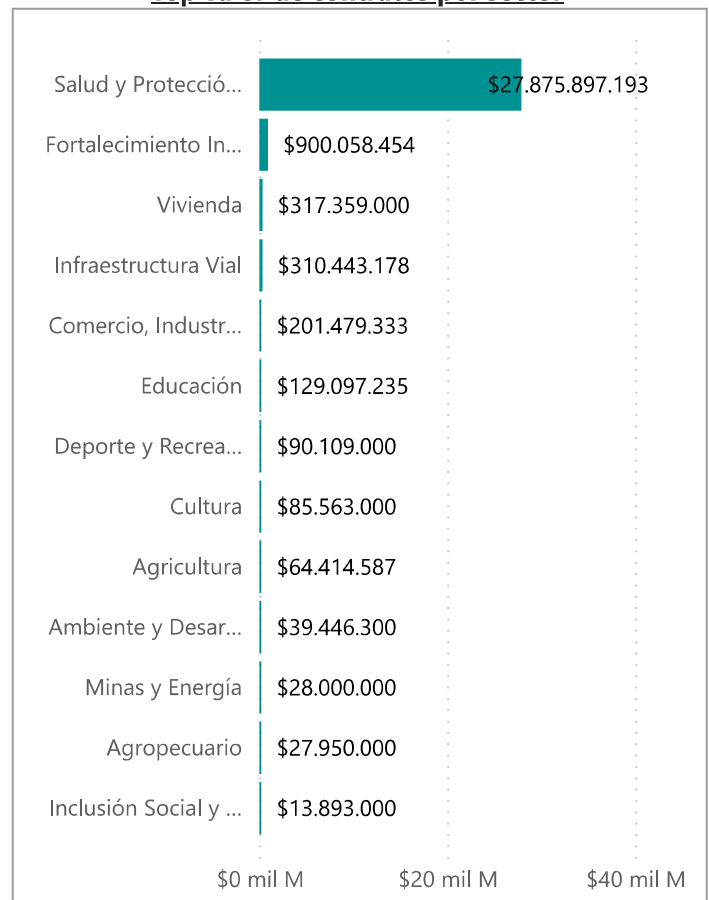 Salud y Protecció... $27.875.897.193
Fortalecimiento In... $900.058.454
Vivienda $317.359.000
Infraestructura Vial $310.443.178
Comercio, Industr... $201.479.333
Educación $129.097.235
Deporte y Recrea... $90.109.000
Cultura $85.563.000
Agricultura $64.414.587
Ambiente y Desar... $39.446.300
Minas y Energía $28.000.000
Agropecuario $27.950.000
Inclusión Social y ... $13.893.000
$0 mil M $20 mil M $40 mil M